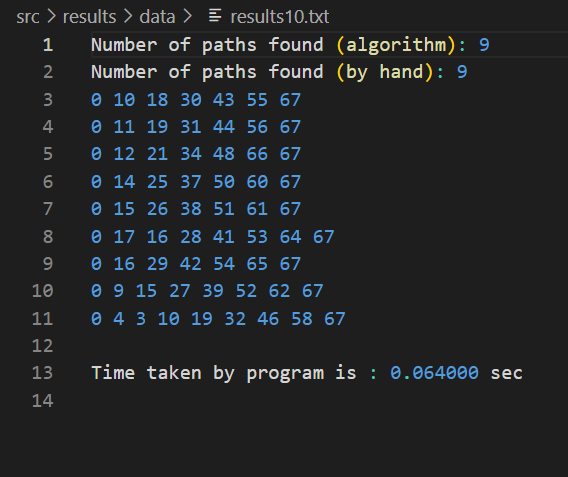 src > results > data > results10.txt
1 Number of paths found (algorithm): 9
2 Number of paths found (by hand): 9
3 0 10 18 30 43 55 67
4 0 11 19 31 44 56 67
5 0 12 21 34 48 66 67
6 0 14 25 37 50 60 67
7 0 15 26 38 51 61 67
8 0 17 16 28 41 53 64 67
9 0 16 29 42 54 65 67
10 0 9 15 27 39 52 62 67
11 0 4 3 10 19 32 46 58 67
12
13 Time taken by program is : 0.064000 sec
14